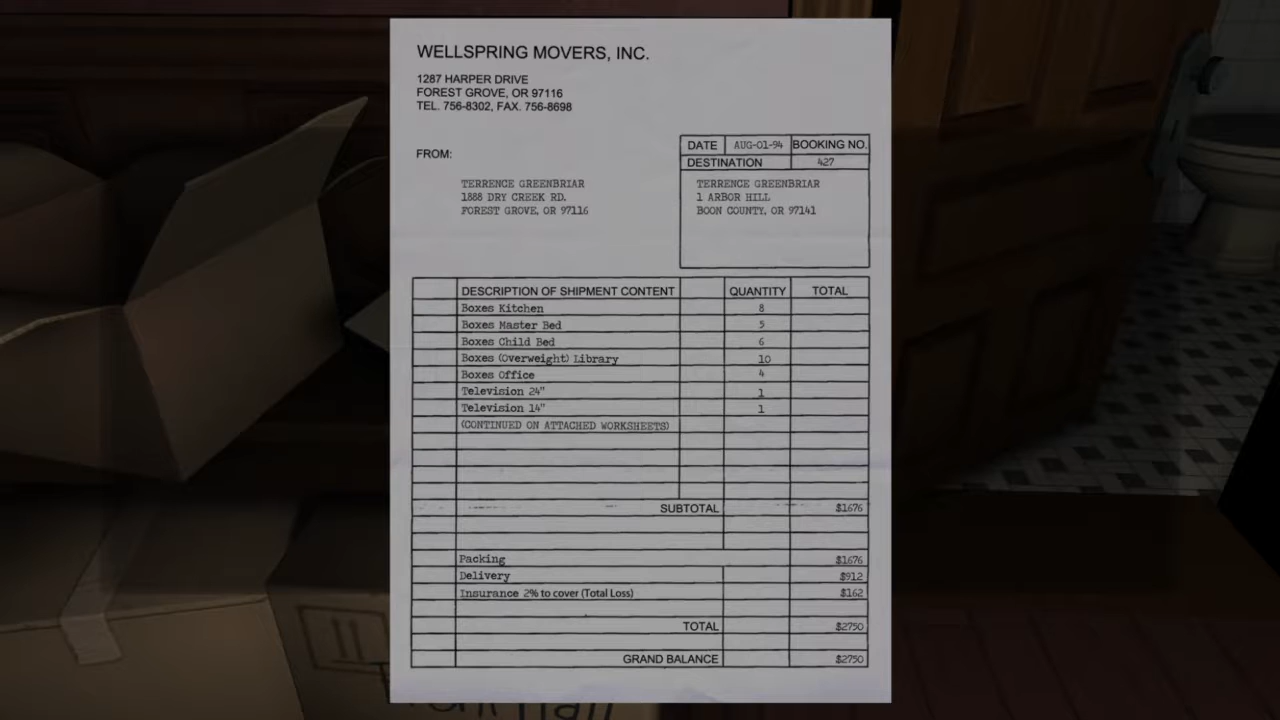 WELLSPRING MOVERS, INC.
1287 HARPER DRIVE
FOREST GROVE, OR 97116
TEL. 756-8302, FAX. 756-8698
DATE AUG-01-94 BOOKING NO.
FROM:
DESTINATION 427
TERRENCE GREENBRIAR
1888 DRY CREEK RD.
FOREST GROVE, OR 97116
TERRENCE GREENBRIAR
1 ARBOR HILL
BOON COUNTY, OR 97141
DESCRIPTION OF SHIPMENT CONTENT QUANTITY TOTAL
Boxes Kitchen 8
Boxes Master Bed 5
Boxes Child Bed 6
Boxes (Overweight) Library 10
Boxes Office 4
Television 24" 1
Television 14" 1
(CONTINUED ON ATTACHED WORKSHEETS)
SUBTOTAL $1676
Packing $1676
Delivery $912
Insurance 2% to cover (Total Loss) $162
TOTAL $2750
GRAND BALANCE $2750